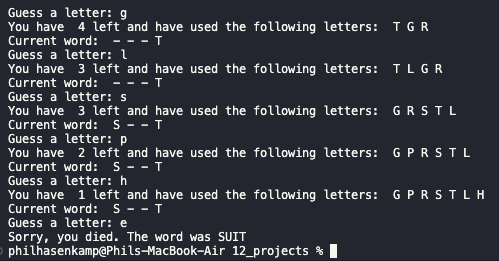 Guess a letter: g
You have  4 left and have used the following letters:  T G R
Current word:  – – – T
Guess a letter: l
You have  3 left and have used the following letters:  T L G R
Current word:  – – – T
Guess a letter: s
You have  3 left and have used the following letters:  G R S T L
Current word:  S – – T
Guess a letter: p
You have  2 left and have used the following letters:  G P R S T L
Current word:  S – – T
Guess a letter: h
You have  1 left and have used the following letters:  G P R S T L H
Current word:  S – – T
Guess a letter: e
Sorry, you died. The word was SUIT
philhasenkamp@Phils-MacBook-Air 12_projects %